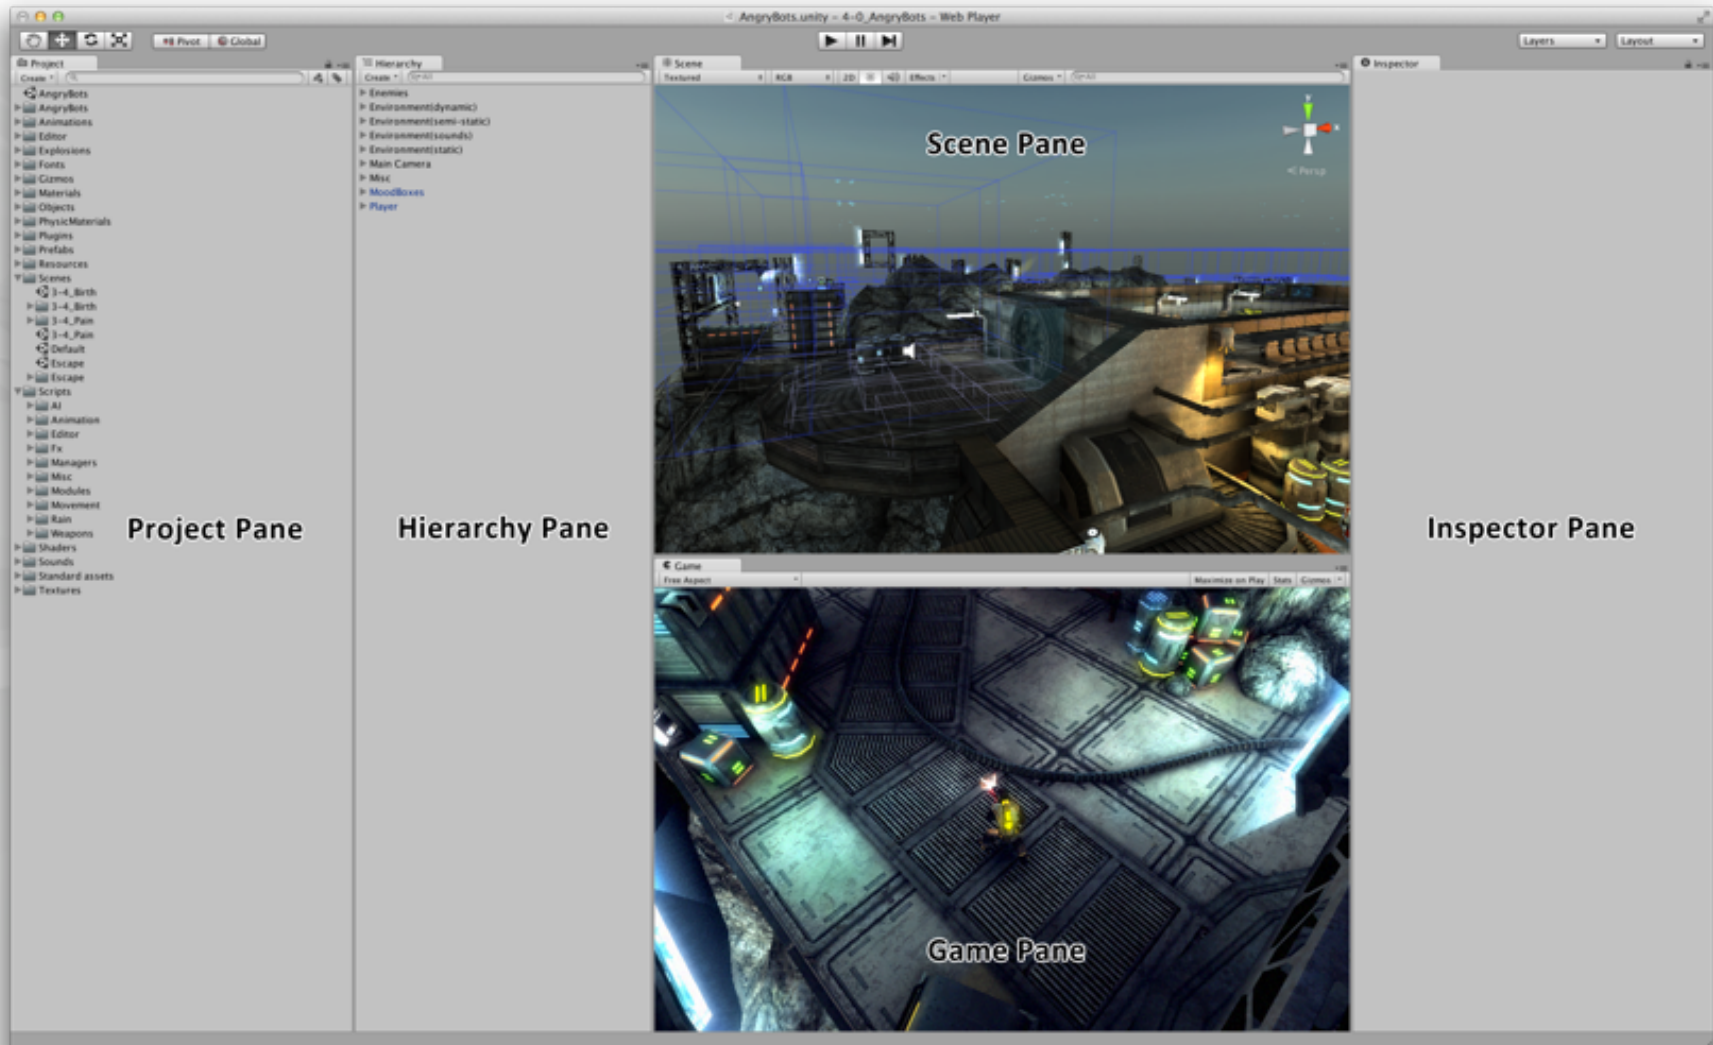 AngryBots.unity – 4-0_AngryBots – Web Player
Pivot Global
Layers Layout
Project
Create
AngryBots
AngryBots
Animations
Editor
Explosions
Fonts
Gizmos
Materials
Objects
PhysicMaterials
Plugins
Prefabs
Resources
Scenes
3-4_Birth
3-4_Birth
3-4_Pain
3-4_Pain
Default
Escape
Escape
Scripts
AI
Animation
Editor
Fx
Managers
Misc
Modules
Movement
Rain
Weapons
Shaders
Sounds
Standard assets
Textures
Project Pane
Hierarchy
Create All
Enemies
Environment(dynamic)
Environment(semi-static)
Environment(sounds)
Environment(static)
Main Camera
Misc
MoodBoxes
Player
Hierarchy Pane
Scene
Textured RGB 2D Effects Gizmos All
Scene Pane
y
x
Persp
Game
Free Aspect Maximize on Play Stats Gizmos
Game Pane
Inspector
Inspector Pane